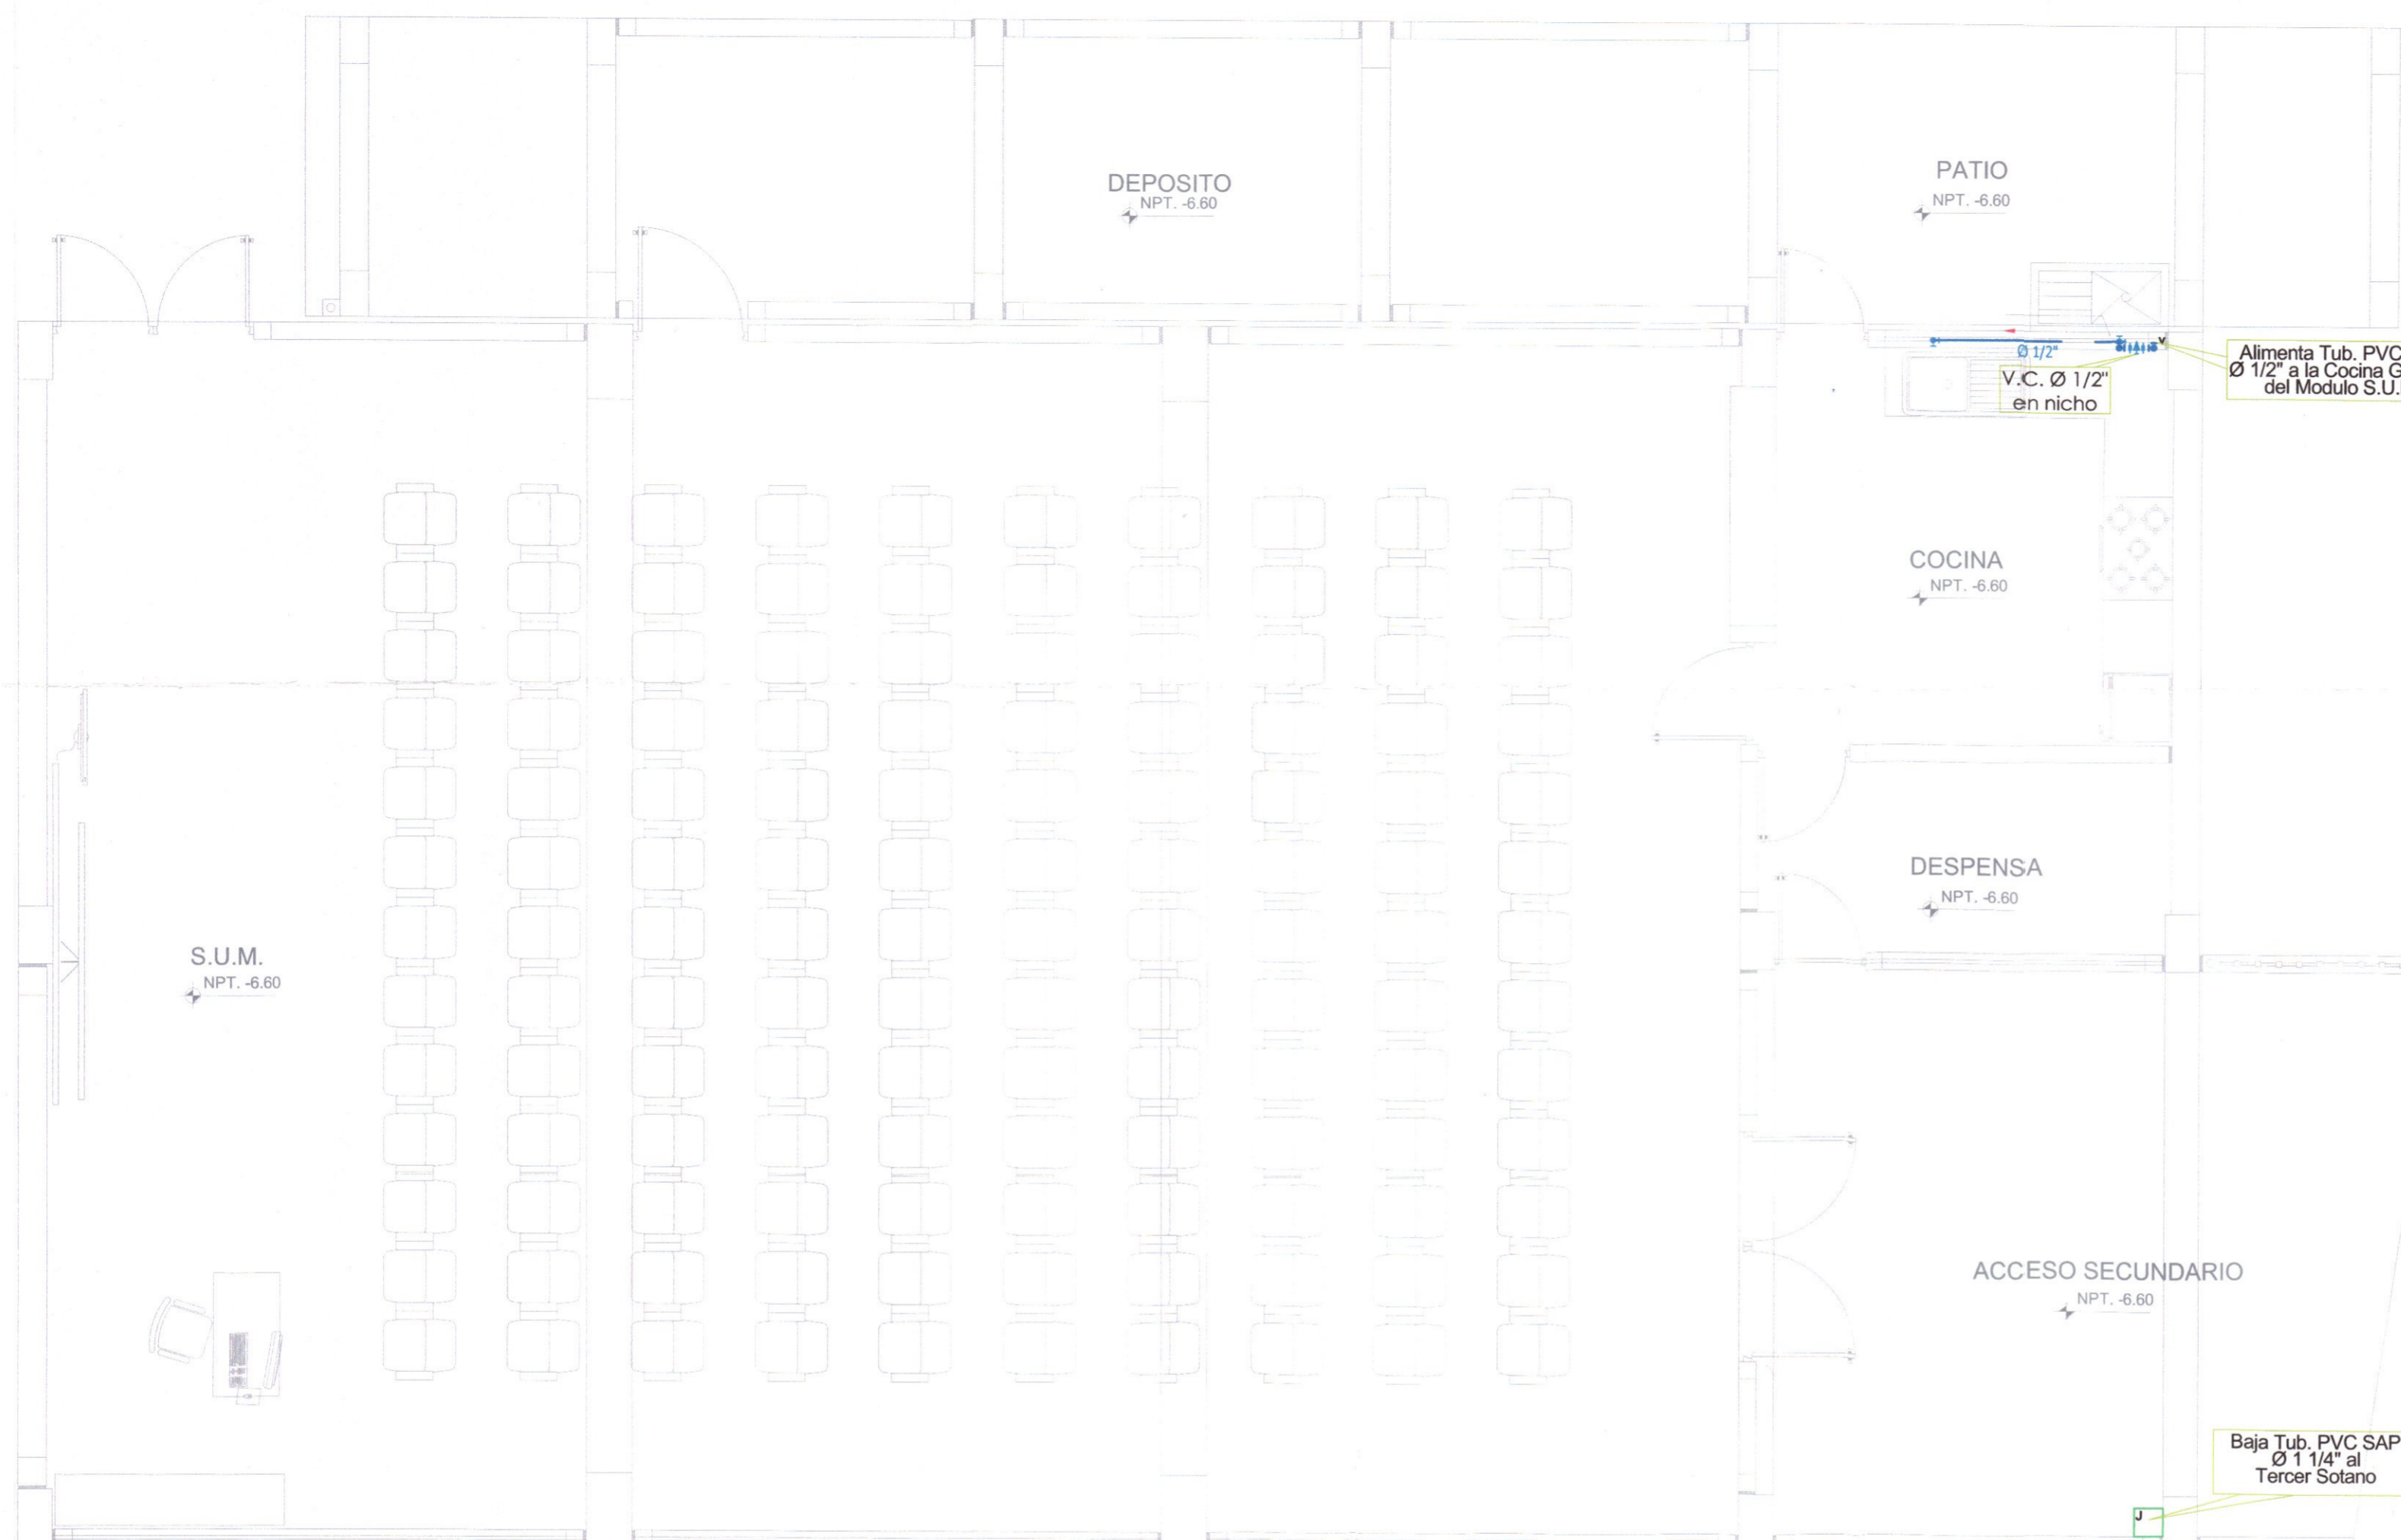 DEPOSITO
NPT. -6.60
PATIO
NPT. -6.60
Ø 1/2"
V.C. Ø 1/2"
en nicho
v
Alimenta Tub. PVC
Ø 1/2" a la Cocina G
del Modulo S.U.
COCINA
NPT. -6.60
DESPENSA
NPT. -6.60
S.U.M.
NPT. -6.60
ACCESO SECUNDARIO
NPT. -6.60
Baja Tub. PVC SAP
Ø 1 1/4" al
Tercer Sotano
J